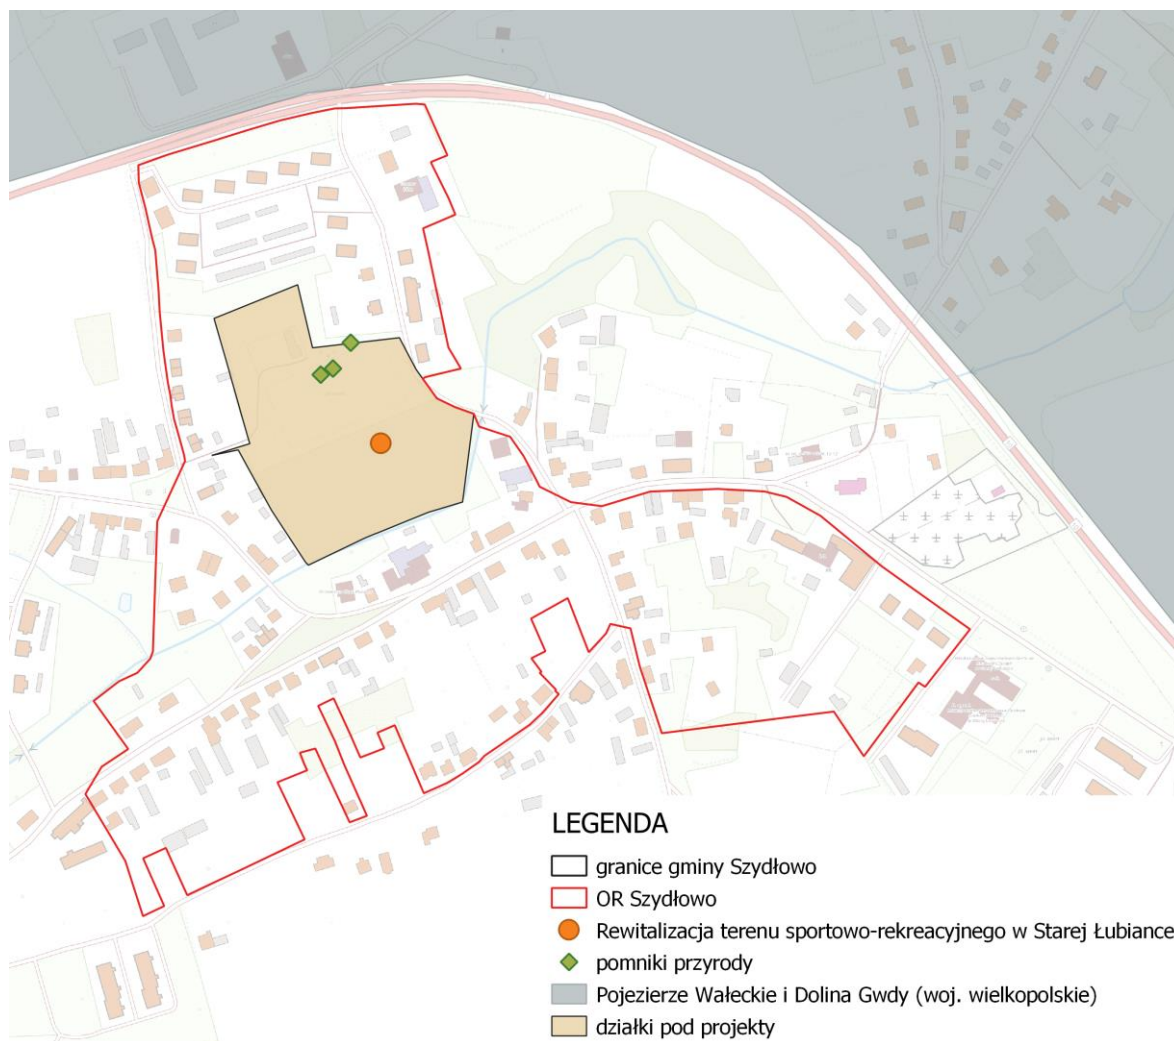 LEGENDA
granice gminy Szydłowo
OR Szydłowo
Rewitalizacja terenu sportowo-rekreacyjnego w Starej Łubiance
pomniki przyrody
Pojezierze Wałeckie i Dolina Gwdy (woj. wielkopolskie)
działki pod projekty